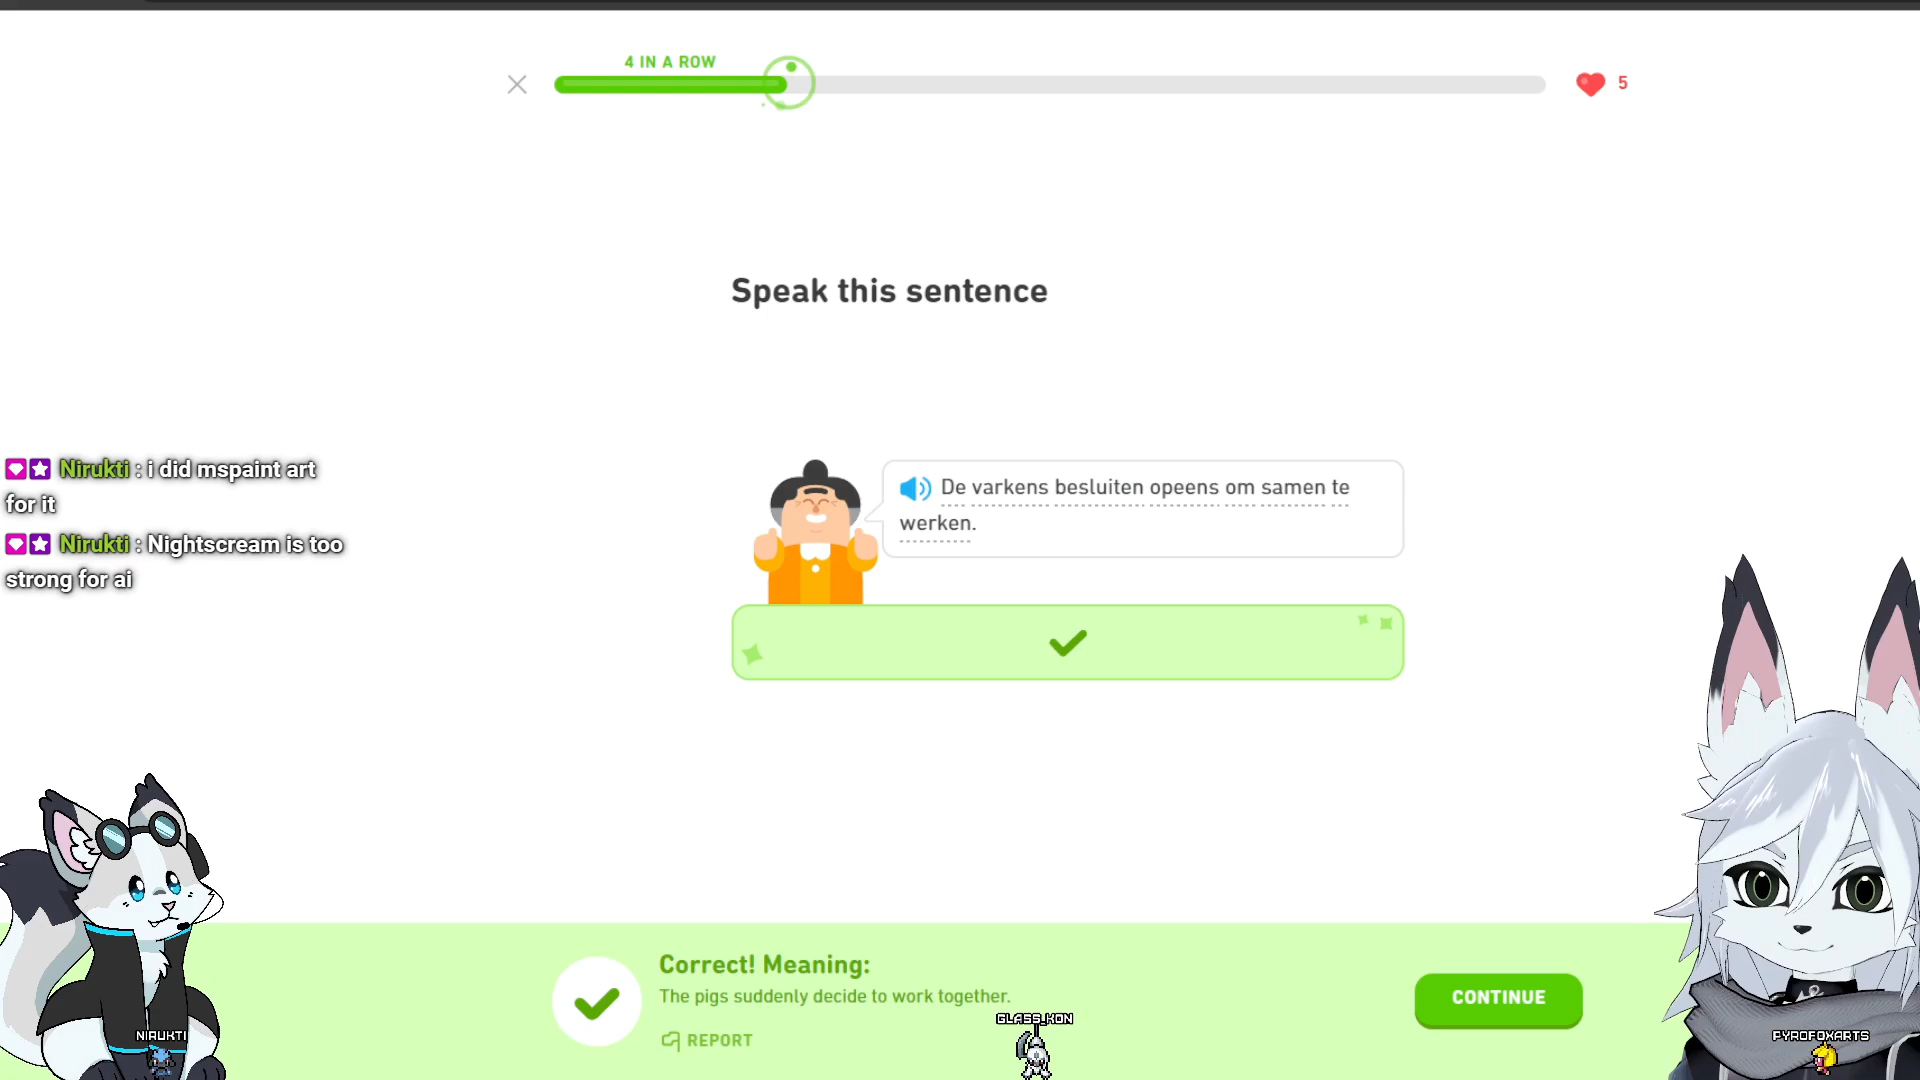 4 IN A ROW
5
Speak this sentence
De varkens besluiten opeens om samen te
werken.
Nirukti : i did mspaint art
for it
Nirukti : Nightscream is too
strong for ai
Correct! Meaning:
The pigs suddenly decide to work together.
REPORT
CONTINUE
NIRUKTI
GLASS_KON
PYROFOXARTS